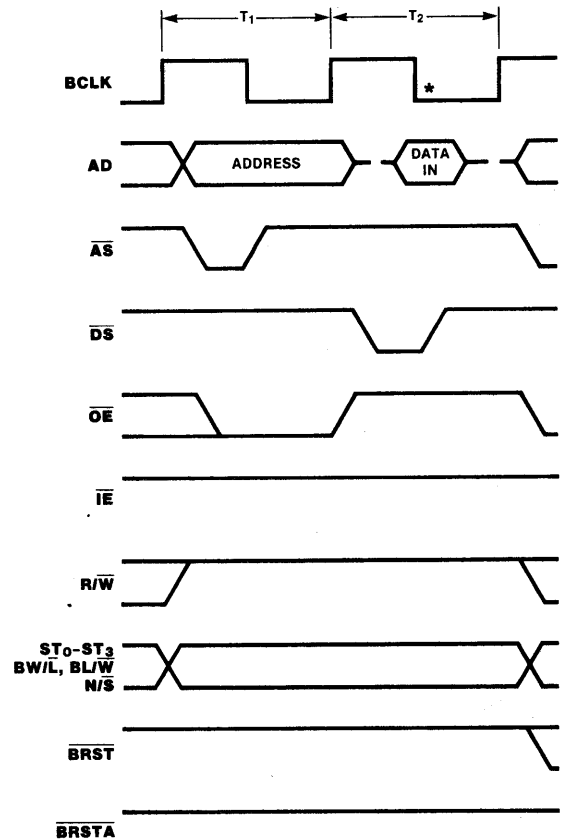 T1 T2
BCLK
*
AD ADDRESS DATA IN
AS
DS
OE
IE
R/W
ST0-ST3
BW/L, BL/W
N/S
BRST
BRSTA